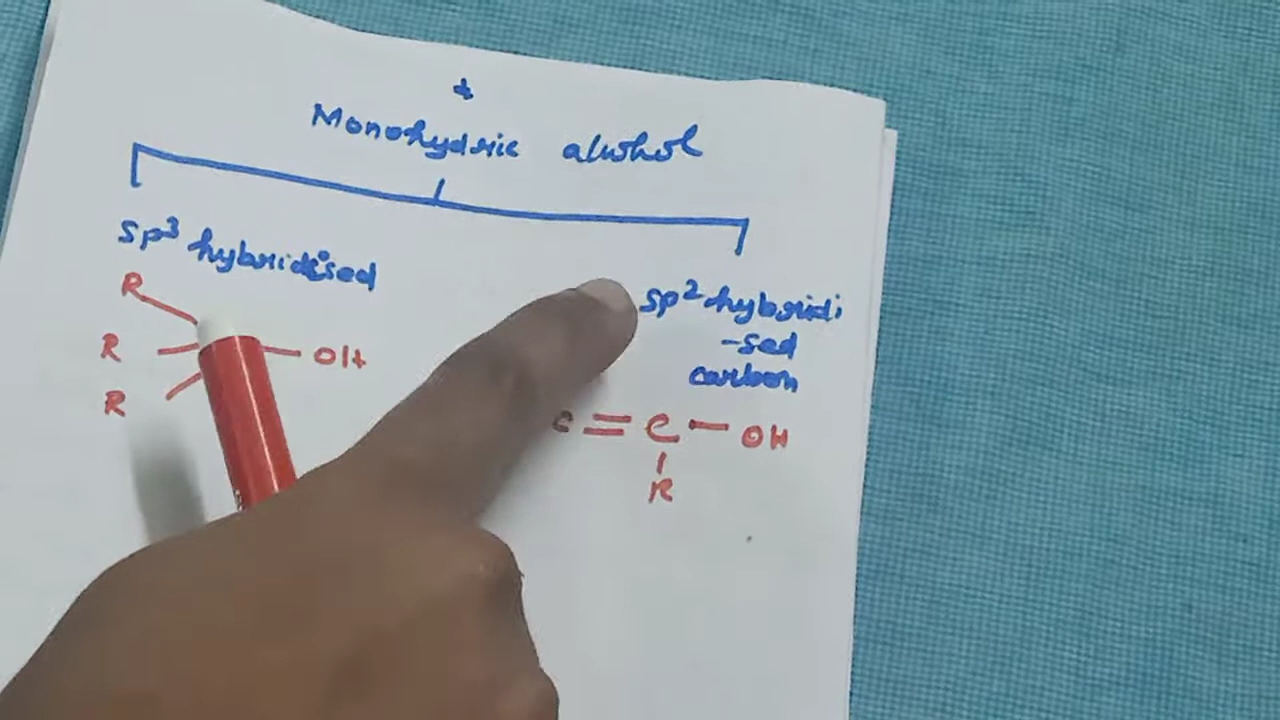 Monohydric alcohol
sp³ hybridised
sp² hybridi
-sed
carbon
R
R
R
- OH
C = C - OH
R